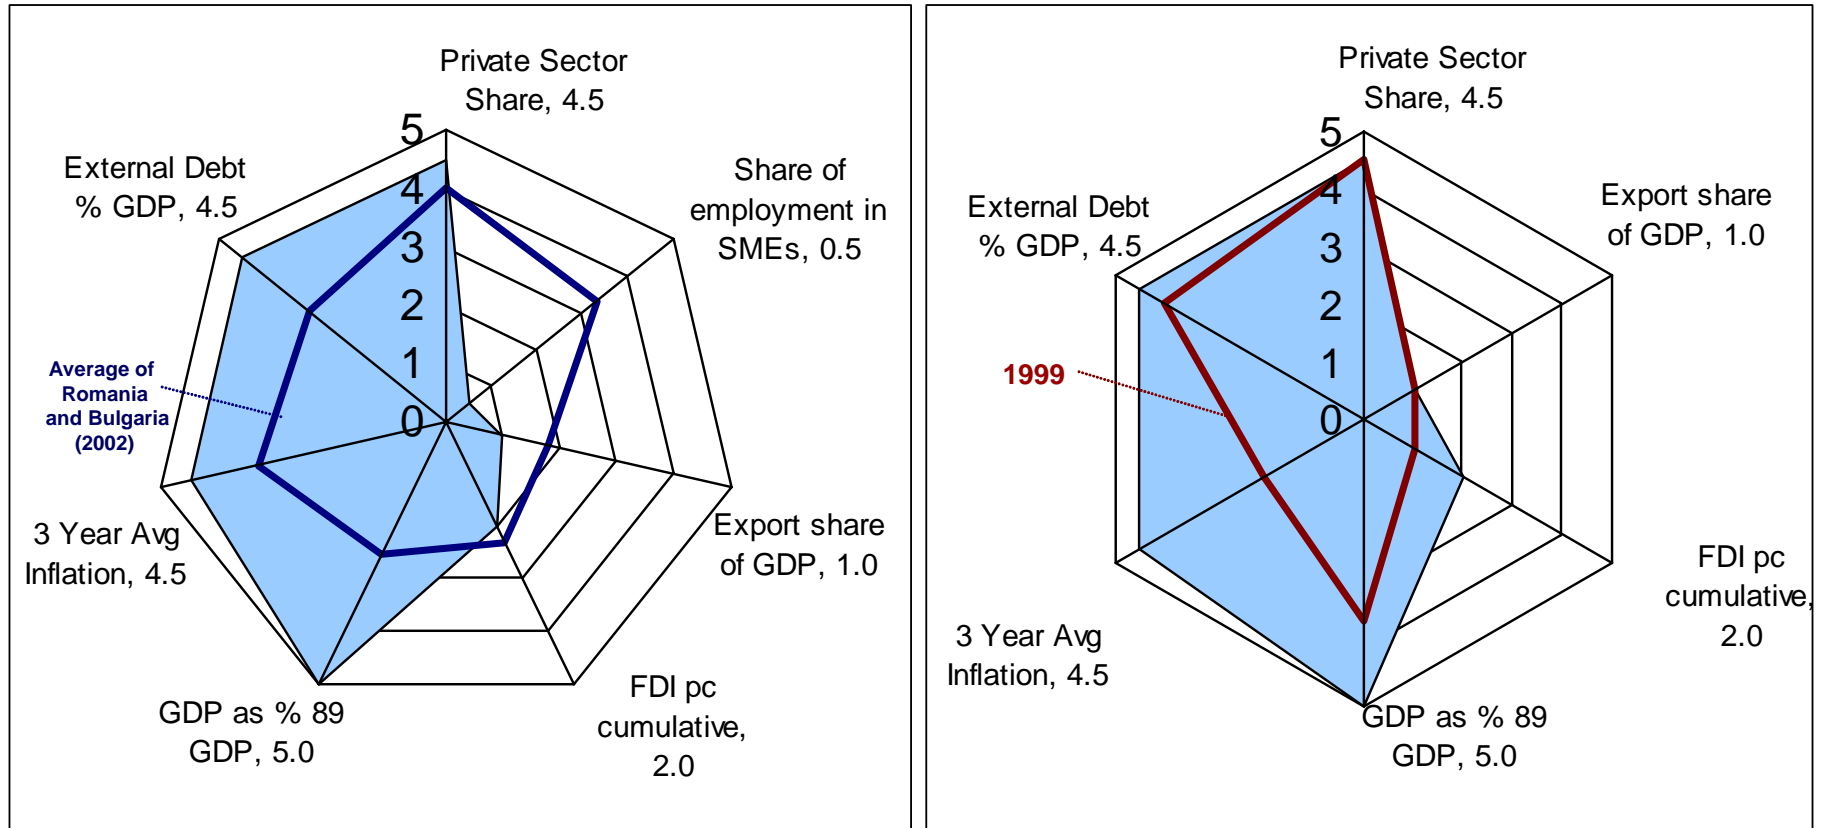 Private Sector
Share, 4.5
External Debt
% GDP, 4.5
Share of
employment in
SMEs, 0.5
5
4
3
2
1
0
Average of
Romania
and Bulgaria
(2002)
3 Year Avg
Inflation, 4.5
Export share
of GDP, 1.0
GDP as % 89
GDP, 5.0
FDI pc
cumulative,
2.0
Private Sector
Share, 4.5
External Debt
% GDP, 4.5
Export share
of GDP, 1.0
5
4
3
2
1
0
1999
3 Year Avg
Inflation, 4.5
FDI pc
cumulative,
2.0
GDP as % 89
GDP, 5.0